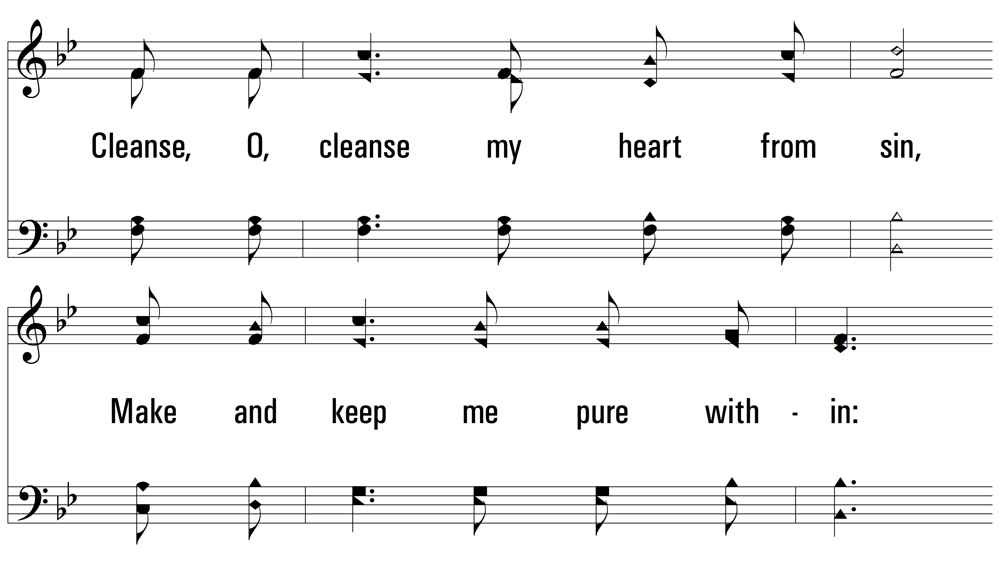 Cleanse, O, cleanse my heart from sin,
Make and keep me pure with - in: